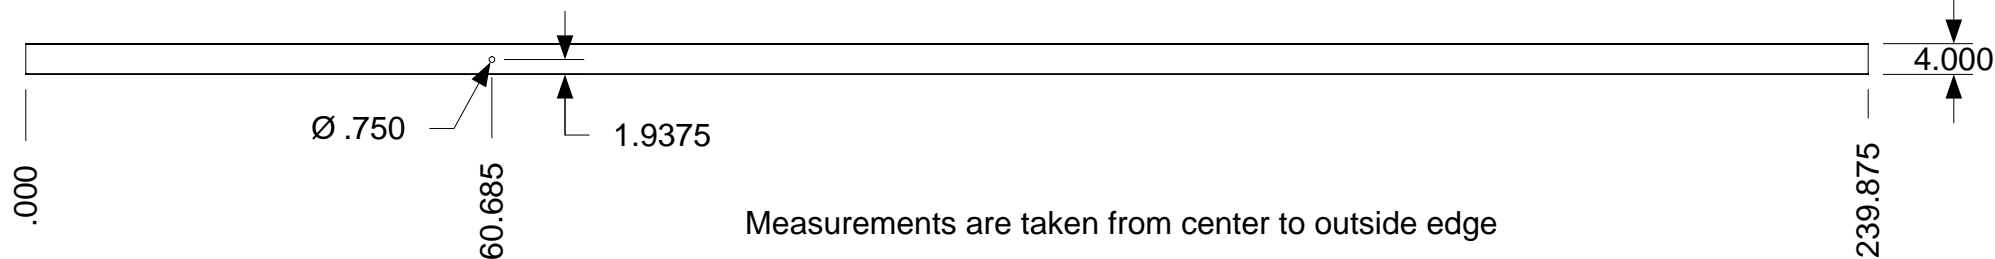 4.000
Ø .750
1.9375
.000
60.685
239.875
Measurements are taken from center to outside edge